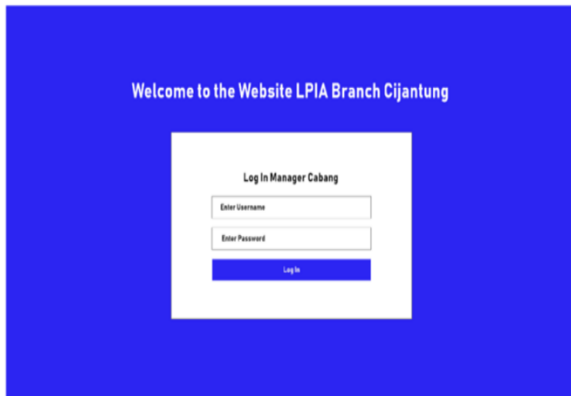 Welcome to the Website LPIA Branch Cijantung
Log In Manager Cabang
Enter Username
Enter Password
Log In